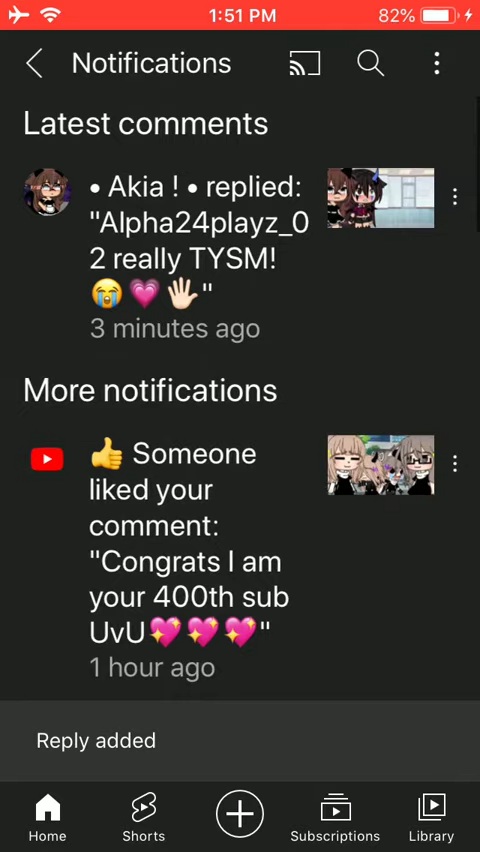 1:51 PM
82%
Notifications
Latest comments
• Akia ! • replied:
"Alpha24playz_0
2 really TYSM!
😭💗🖐🏻"
3 minutes ago
More notifications
👍 Someone
liked your
comment:
"Congrats I am
your 400th sub
UvU💖💖💖"
1 hour ago
Reply added
Home
Shorts
Subscriptions
Library